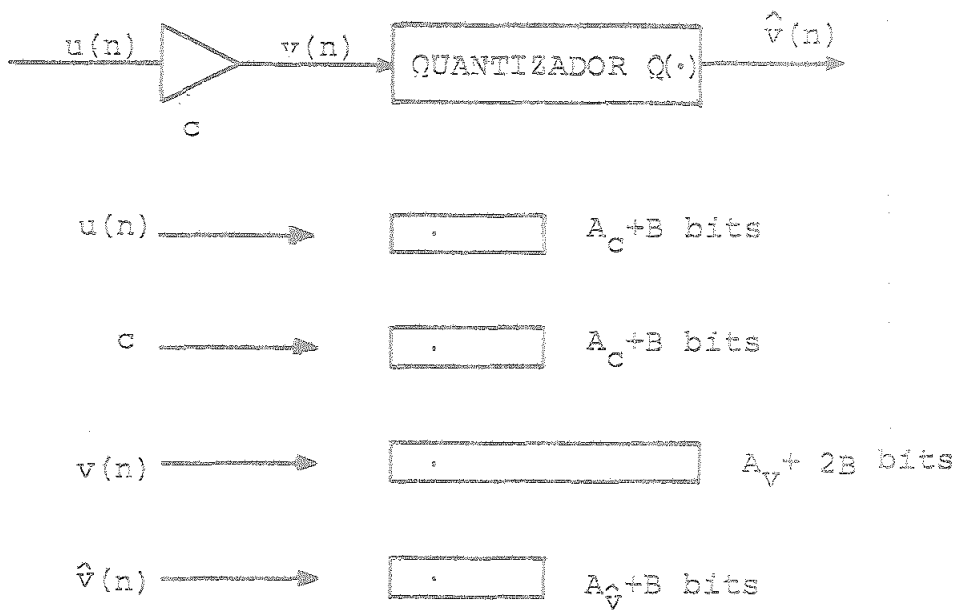 u(n) v(n) QUANTIZADOR Q(·) v̂(n)
c
u(n) A_c+B bits
c A_c+B bits
v(n) A_v+ 2B bits
v̂(n) A_v̂+B bits